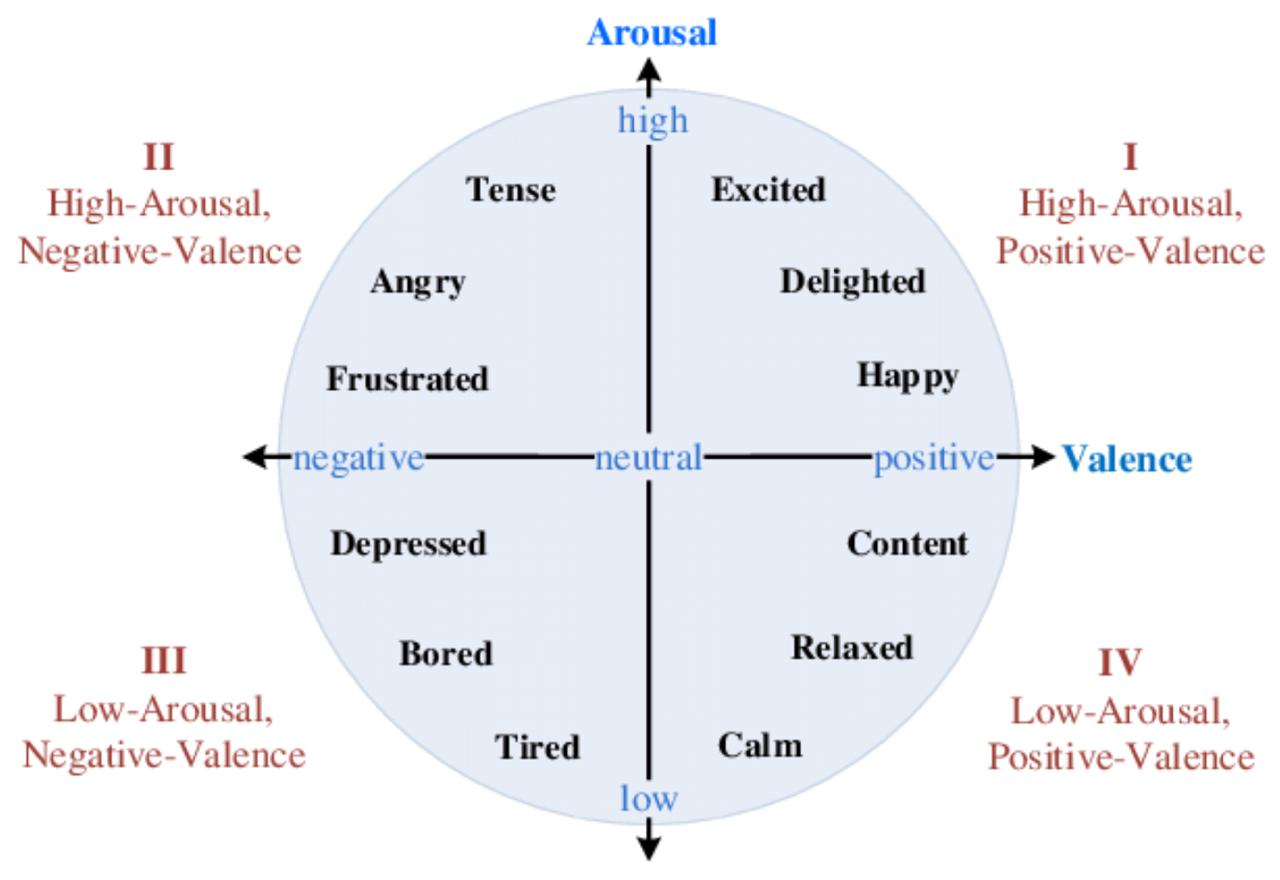 Arousal
high
II
High-Arousal,
Negative-Valence
I
High-Arousal,
Positive-Valence
Tense
Excited
Angry
Delighted
Frustrated
Happy
negative
neutral
positive
Valence
Depressed
Content
Bored
Relaxed
III
Low-Arousal,
Negative-Valence
IV
Low-Arousal,
Positive-Valence
Tired
Calm
low